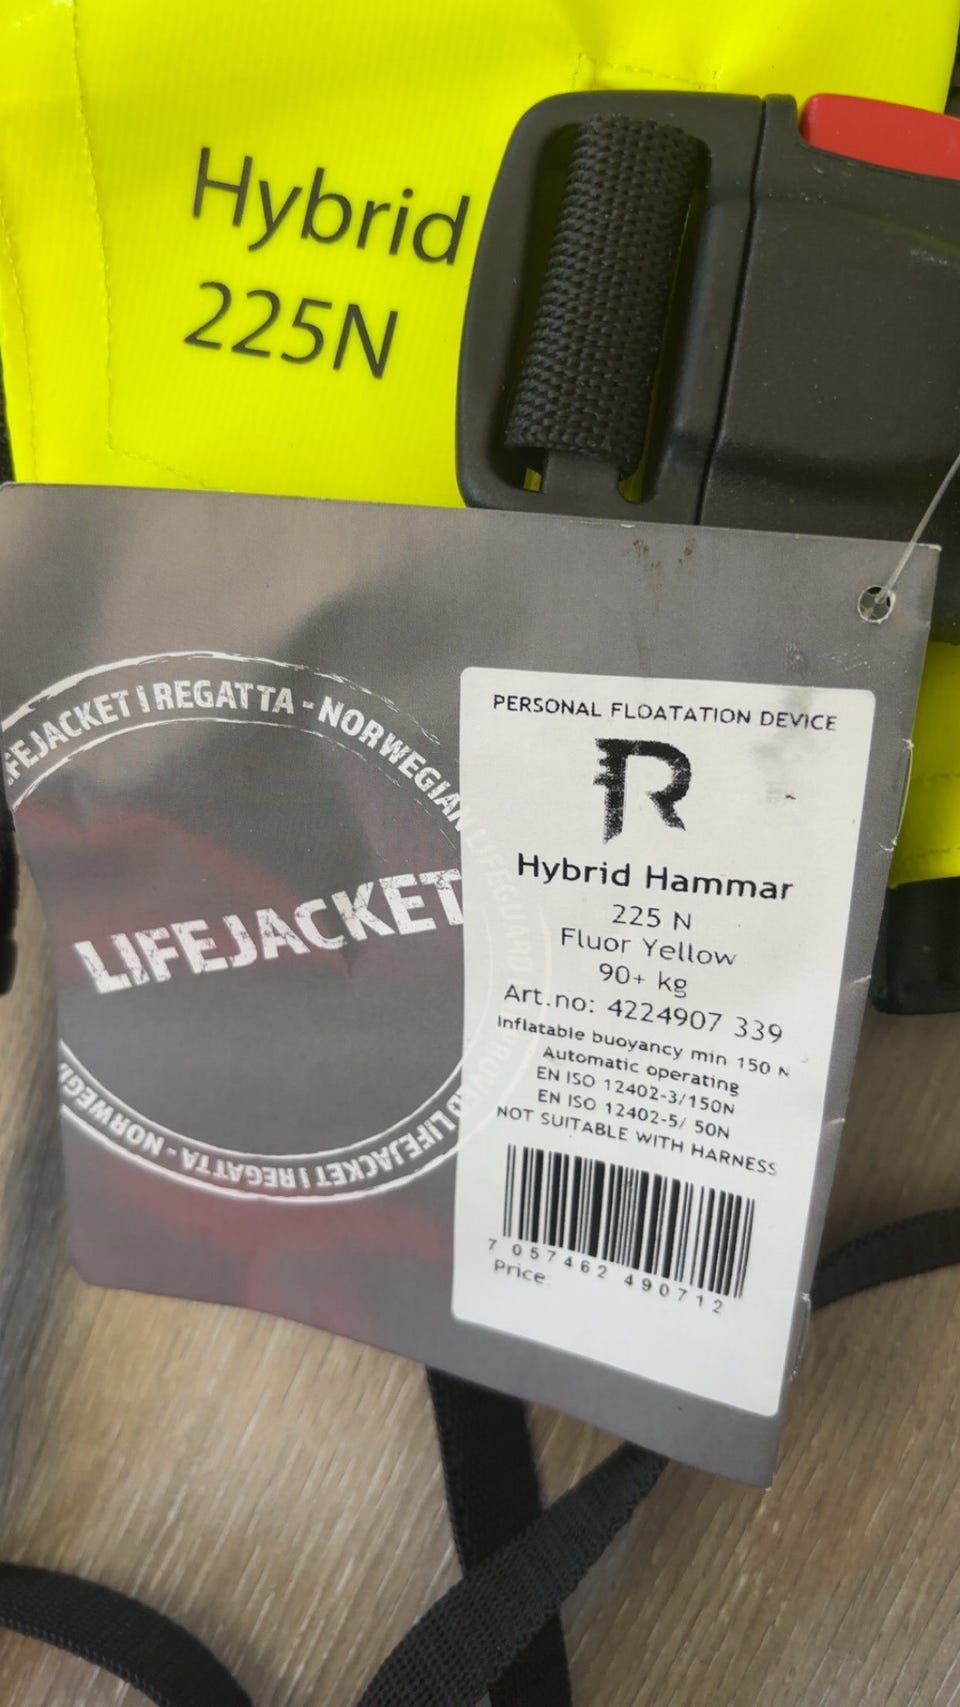 Hybrid
225N
LIFEJACKET I REGATTA - NORWEGIAN LIFEGUARD APPROVED LIFEJACKET I REGATTA - NORWEGI
LIFEJACKET
PERSONAL FLOATATION DEVICE
R
Hybrid Hammar
225 N
Fluor Yellow
90+ kg
Art.no: 4224907 339
Inflatable buoyancy min 150 N
Automatic operating
EN ISO 12402-3/150N
EN ISO 12402-5/ 50N
NOT SUITABLE WITH HARNESS
7 057462 490712
Price: